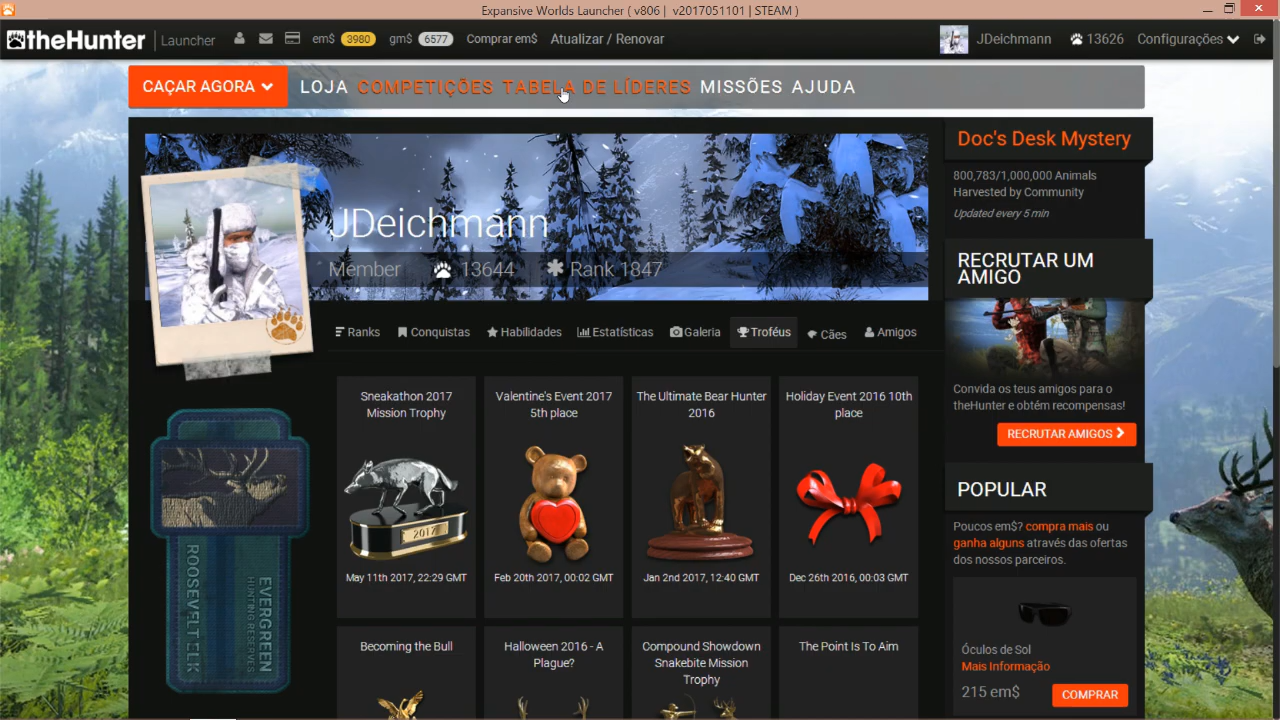 Expansive Worlds Launcher ( v806 | v2017051101 | STEAM )
theHunter Launcher em$ 3980 gm$ 6577 Comprar em$ Atualizar / Renovar JDeichmann 13626 Configurações
CAÇAR AGORA LOJA COMPETIÇÕES TABELA DE LÍDERES MISSÕES AJUDA
JDeichmann
Member 13644 Rank 1847
Ranks Conquistas Habilidades Estatísticas Galeria Troféus Cães Amigos
Sneakathon 2017
Mission Trophy
2017
May 11th 2017, 22:29 GMT
Valentine's Event 2017
5th place
Feb 20th 2017, 00:02 GMT
The Ultimate Bear Hunter
2016
Jan 2nd 2017, 12:40 GMT
Holiday Event 2016 10th
place
Dec 26th 2016, 00:03 GMT
Becoming the Bull
Halloween 2016 - A
Plague?
Compound Showdown
Snakebite Mission
Trophy
The Point Is To Aim
ROOSEVELT ELK
EVERGREEN
HUNTING RESERVES
Doc's Desk Mystery
800,783/1,000,000 Animals
Harvested by Community
Updated every 5 min
RECRUTAR UM
AMIGO
Convida os teus amigos para o
theHunter e obtém recompensas!
RECRUTAR AMIGOS
POPULAR
Poucos em$? compra mais ou
ganha alguns através das ofertas
dos nossos parceiros.
Óculos de Sol
Mais Informação
215 em$
COMPRAR